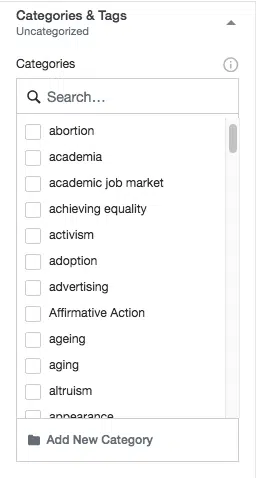 Categories & Tags
Uncategorized
Categories
Search...
abortion
academia
academic job market
achieving equality
activism
adoption
advertising
Affirmative Action
ageing
aging
altruism
appearance
Add New Category